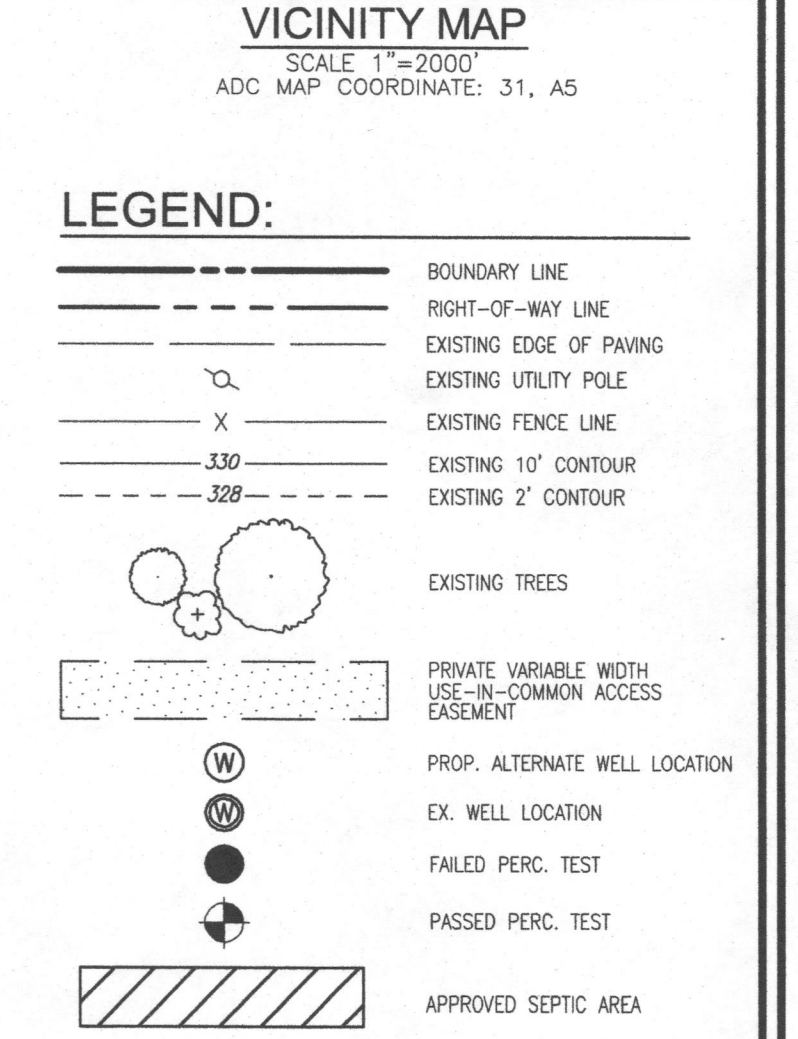 VICINITY MAP
SCALE 1"=2000'
ADC MAP COORDINATE: 31, A5
LEGEND:
BOUNDARY LINE
RIGHT-OF-WAY LINE
EXISTING EDGE OF PAVING
EXISTING UTILITY POLE
X EXISTING FENCE LINE
330 EXISTING 10' CONTOUR
328 EXISTING 2' CONTOUR
EXISTING TREES
PRIVATE VARIABLE WIDTH
USE-IN-COMMON ACCESS
EASEMENT
W PROP. ALTERNATE WELL LOCATION
W EX. WELL LOCATION
FAILED PERC. TEST
PASSED PERC. TEST
APPROVED SEPTIC AREA